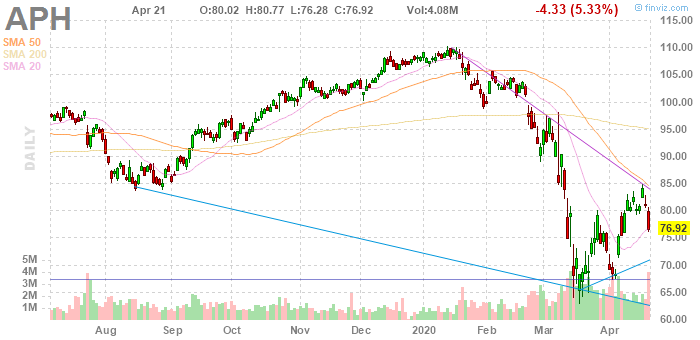 APH
Apr 21 O:80.02 H:80.77 L:76.28 C:76.92 Vol:4.08M -4.33 (5.33%)
© finviz.com
SMA 50
SMA 200
SMA 20
DAILY
115.00
110.00
105.00
100.00
95.00
90.00
85.00
80.00
76.92
75.00
70.00
65.00
60.00
5M
4M
3M
2M
1M
Aug Sep Oct Nov Dec 2020 Feb Mar Apr